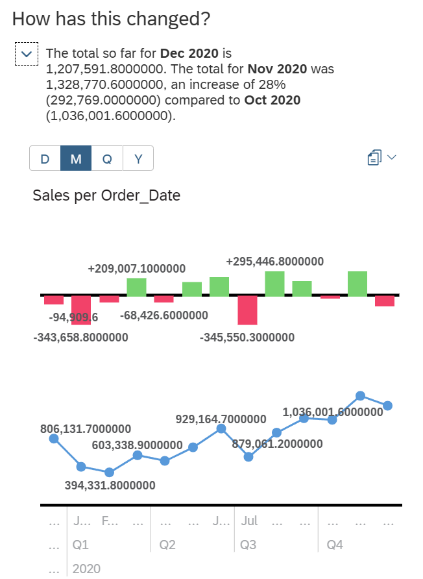 How has this changed?
The total so far for Dec 2020 is
1,207,591.8000000. The total for Nov 2020 was
1,328,770.6000000, an increase of 28%
(292,769.0000000) compared to Oct 2020
(1,036,001.6000000).
D M Q Y
Sales per Order_Date
+295,446.8000000
+209,007.1000000
-94,909.6 -68,426.6000000
-343,658.8000000 -345,550.3000000
929,164.7000000 1,036,001.6000000
806,131.7000000
603,338.9000000 879,061.2000000
394,331.8000000
... J... F... ... ... ... J... Jul ... ... ... ... ...
... Q1 Q2 Q3 Q4
... 2020